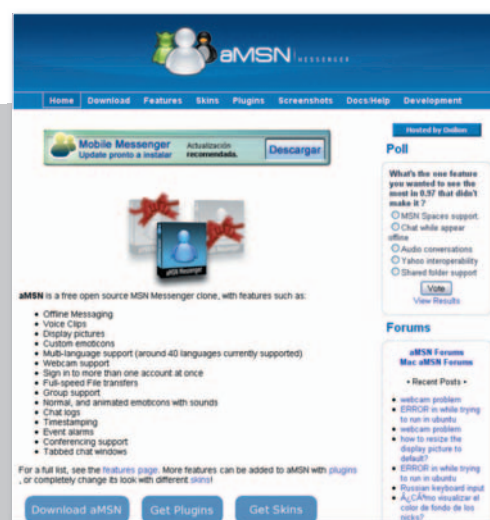 aMSN MESSENGER
Home Download Features Skins Plugins Screenshots Docs/Help Development
Mobile Messenger
Update pronto a instalar
Actualización
recomendada.
Descargar
aMSN Messenger
aMSN is a free open source MSN Messenger clone, with features such as:
• Offline Messaging
• Voice Clips
• Display pictures
• Custom emoticons
• Multi-language support (around 40 languages currently supported)
• Webcam support
• Sign in to more than one account at once
• Full-speed File transfers
• Group support
• Normal, and animated emoticons with sounds
• Chat logs
• Timestamping
• Event alarms
• Conferencing support
• Tabbed chat windows
For a full list, see the features page. More features can be added to aMSN with plugins
, or completely change its look with different skins!
Download aMSN Get Plugins Get Skins
Hosted by
Poll
What's the one feature
you wanted to see the
most in 0.97 that didn't
make it ?
MSN Spaces support
Chat while appear
offline
Audio conversations
Yahoo interoperability
Shared folder support
Vote
View Results
Forums
aMSN Forums
Mac aMSN Forums
• Recent Posts •
• webcam problem
• ERROR in while trying
to run in ubuntu
• webcam problem
• how to resize the
display picture to
default?
• ERROR in while trying
to run in ubuntu
• Russian keyboard input
• visualizar el
color de fondo de los
nicks?